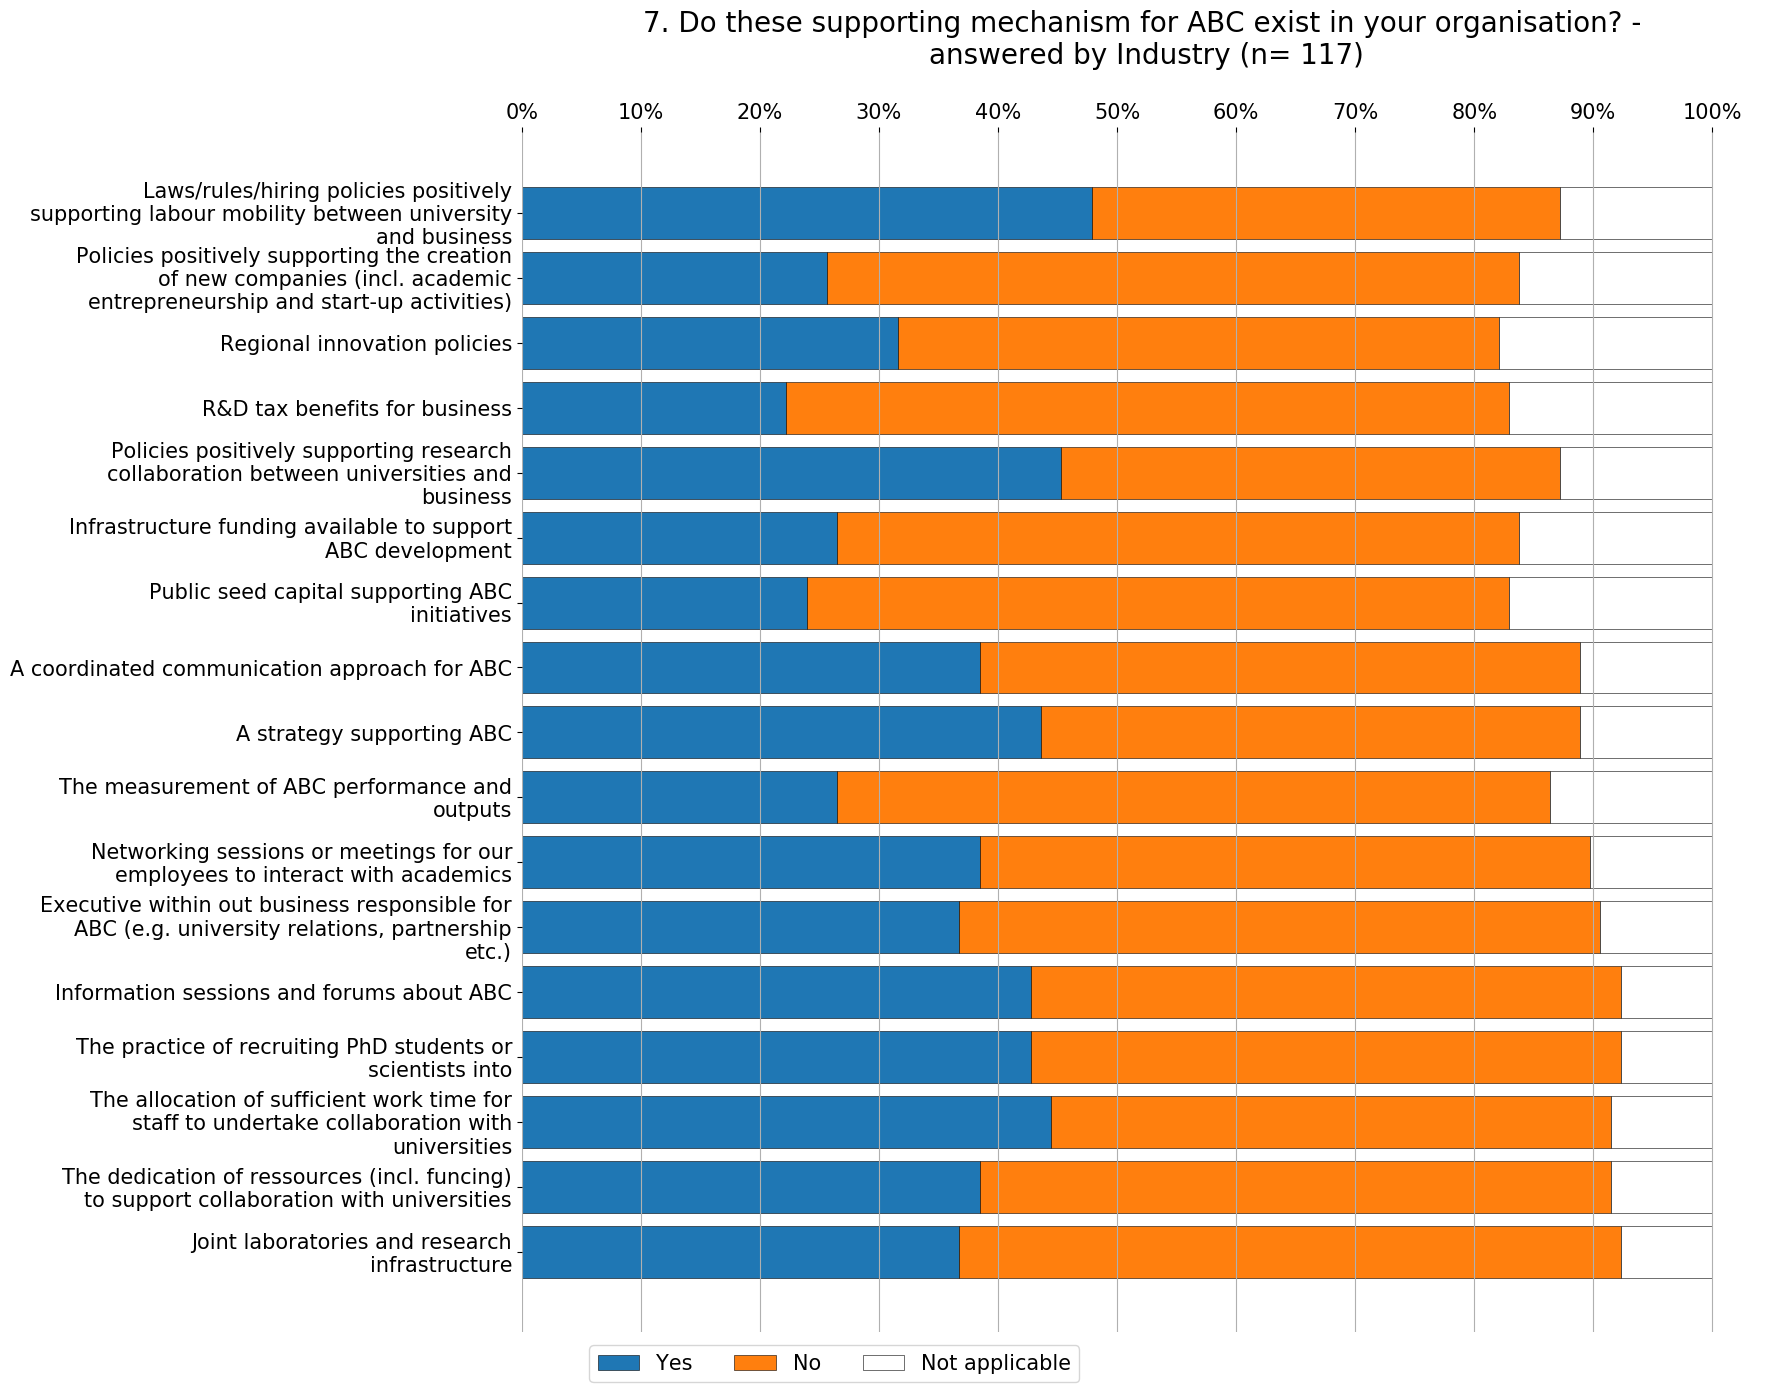 7. Do these supporting mechanism for ABC exist in your organisation? -
answered by Industry (n= 117)
0% 10% 20% 30% 40% 50% 60% 70% 80% 90% 100%
Laws/rules/hiring policies positively
supporting labour mobility between university
and business
Policies positively supporting the creation
of new companies (incl. academic
entrepreneurship and start-up activities)
Regional innovation policies
R&D tax benefits for business
Policies positively supporting research
collaboration between universities and
business
Infrastructure funding available to support
ABC development
Public seed capital supporting ABC
initiatives
A coordinated communication approach for ABC
A strategy supporting ABC
The measurement of ABC performance and
outputs
Networking sessions or meetings for our
employees to interact with academics
Executive within out business responsible for
ABC (e.g. university relations, partnership
etc.)
Information sessions and forums about ABC
The practice of recruiting PhD students or
scientists into
The allocation of sufficient work time for
staff to undertake collaboration with
universities
The dedication of ressources (incl. funcing)
to support collaboration with universities
Joint laboratories and research
infrastructure
Yes No Not applicable